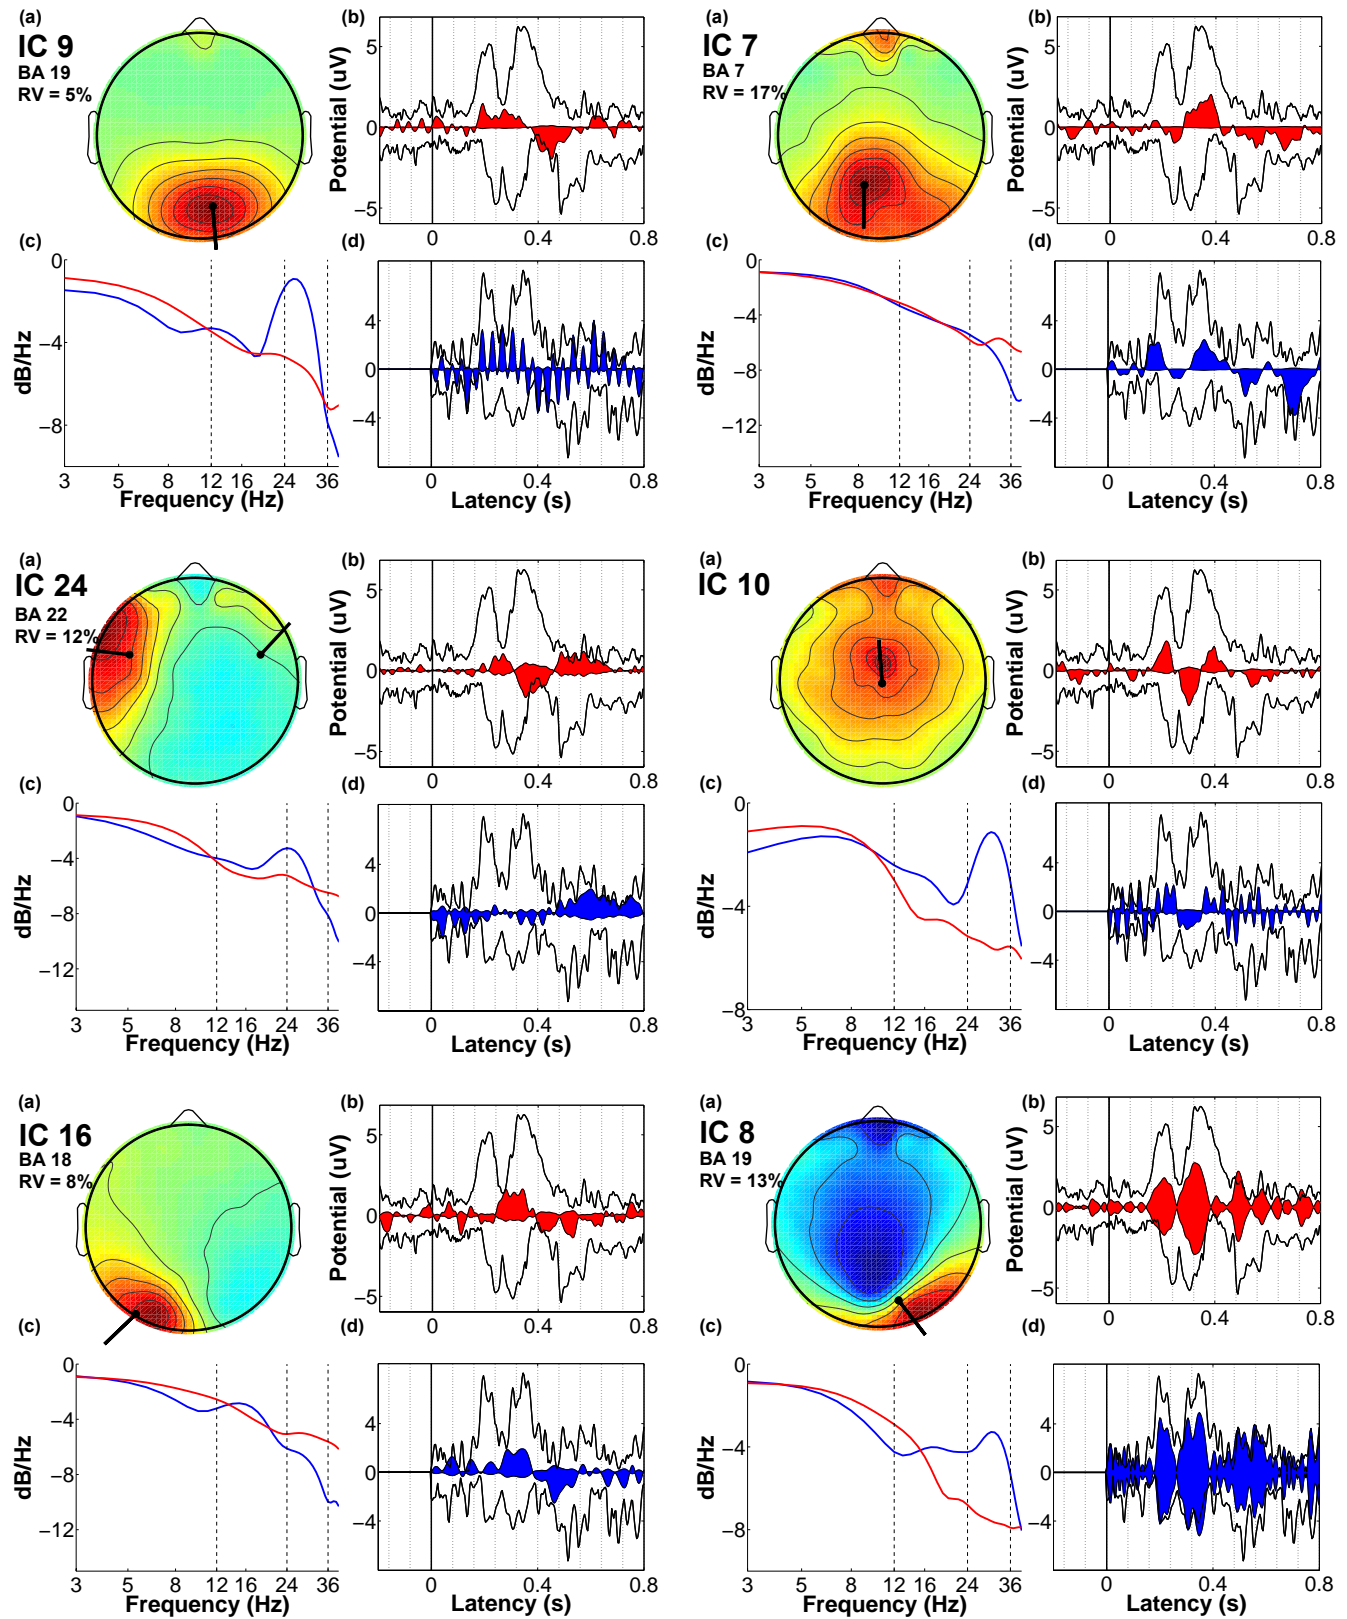 (a)
IC 9
BA 19
RV = 5%
(b)
Potential (uV)
5
0
−5
0 0.4 0.8
(c)
dB/Hz
0
−4
−8
3 5 8 12 16 24 36
Frequency (Hz)
(d)
4
0
−4
0 0.4 0.8
Latency (s)
(a)
IC 7
BA 7
RV = 17%
(b)
Potential (uV)
5
0
−5
0 0.4 0.8
(c)
dB/Hz
0
−4
−8
−12
3 5 8 12 16 24 36
Frequency (Hz)
(d)
4
0
−4
0 0.4 0.8
Latency (s)
(a)
IC 24
BA 22
RV = 12%
(b)
Potential (uV)
5
0
−5
0 0.4 0.8
(c)
dB/Hz
0
−4
−8
−12
3 5 8 12 16 24 36
Frequency (Hz)
(d)
4
0
−4
0 0.4 0.8
Latency (s)
(a)
IC 10
(b)
Potential (uV)
5
0
−5
0 0.4 0.8
(c)
dB/Hz
0
−4
−8
3 5 8 12 16 24 36
Frequency (Hz)
(d)
4
0
−4
0 0.4 0.8
Latency (s)
(a)
IC 16
BA 18
RV = 8%
(b)
Potential (uV)
5
0
−5
0 0.4 0.8
(c)
dB/Hz
0
−4
−8
−12
3 5 8 12 16 24 36
Frequency (Hz)
(d)
4
0
−4
0 0.4 0.8
Latency (s)
(a)
IC 8
BA 19
RV = 13%
(b)
Potential (uV)
5
0
−5
0 0.4 0.8
(c)
dB/Hz
0
−4
−8
3 5 8 12 16 24 36
Frequency (Hz)
(d)
4
0
−4
0 0.4 0.8
Latency (s)